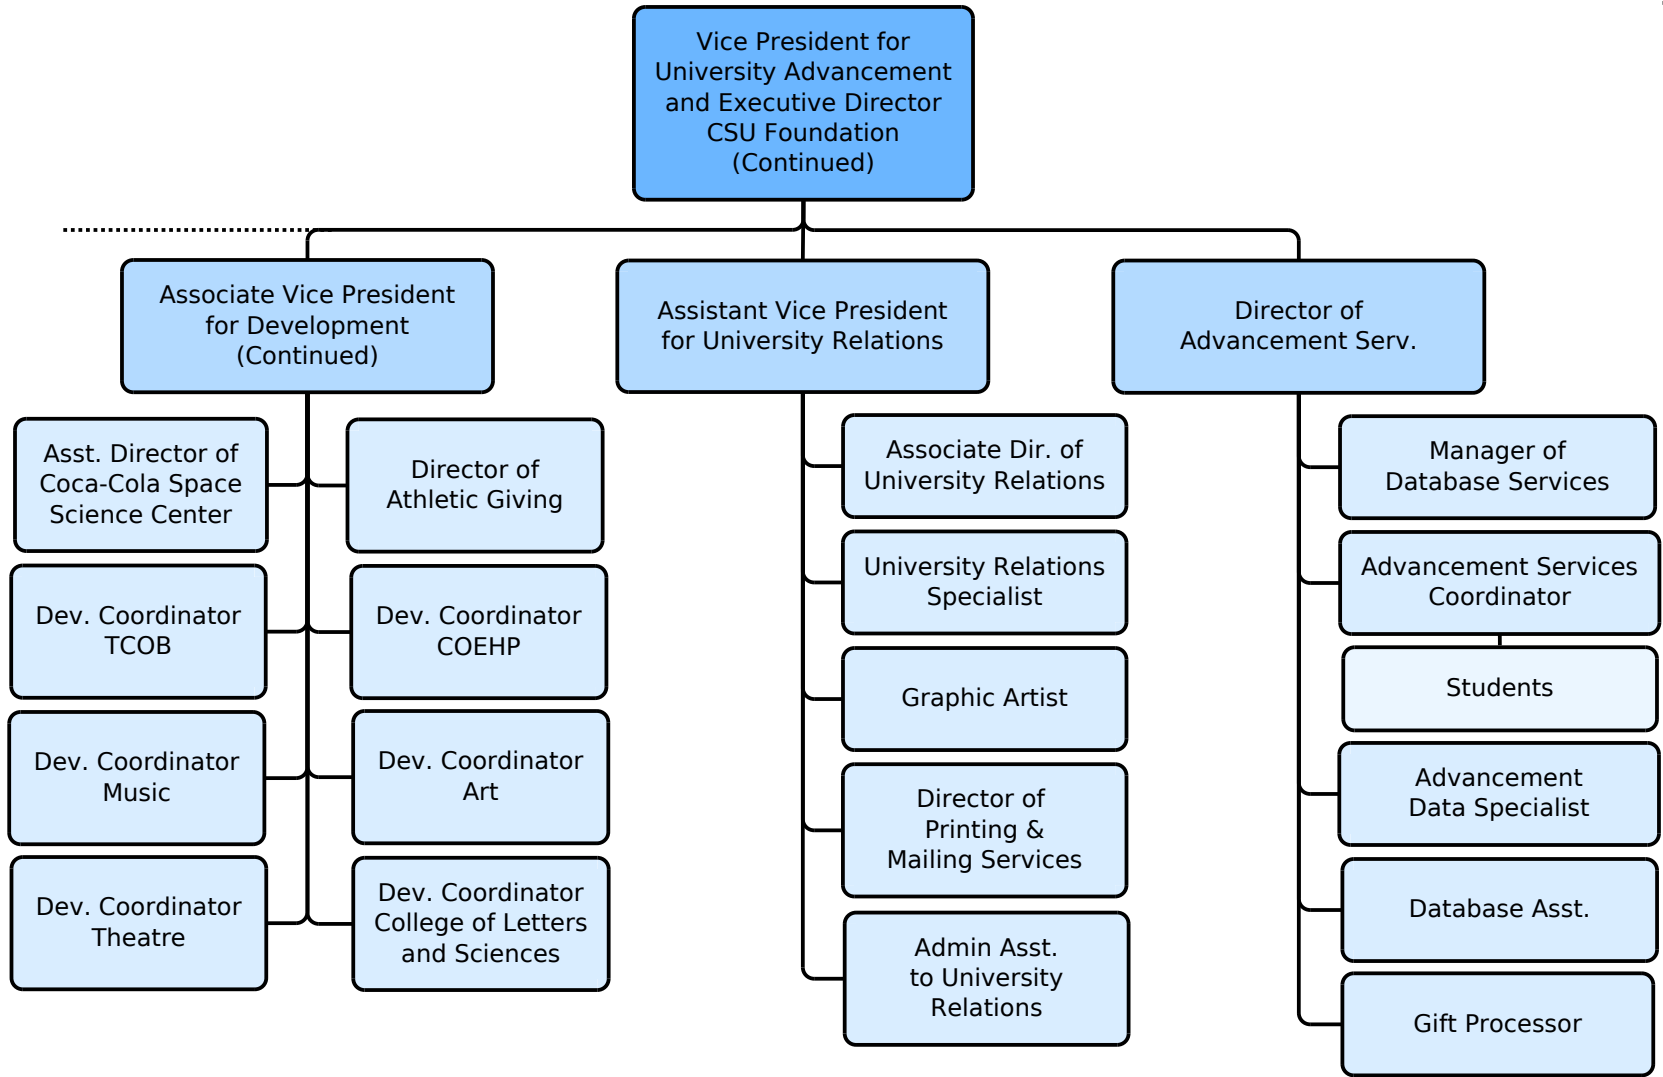 Vice President for
University Advancement
and Executive Director
CSU Foundation
(Continued)
Associate Vice President
for Development
(Continued)
Assistant Vice President
for University Relations
Director of
Advancement Serv.
Asst. Director of
Coca-Cola Space
Science Center
Director of
Athletic Giving
Dev. Coordinator
TCOB
Dev. Coordinator
COEHP
Dev. Coordinator
Music
Dev. Coordinator
Art
Dev. Coordinator
Theatre
Dev. Coordinator
College of Letters
and Sciences
Associate Dir. of
University Relations
University Relations
Specialist
Graphic Artist
Director of
Printing &
Mailing Services
Admin Asst.
to University
Relations
Manager of
Database Services
Advancement Services
Coordinator
Students
Advancement
Data Specialist
Database Asst.
Gift Processor